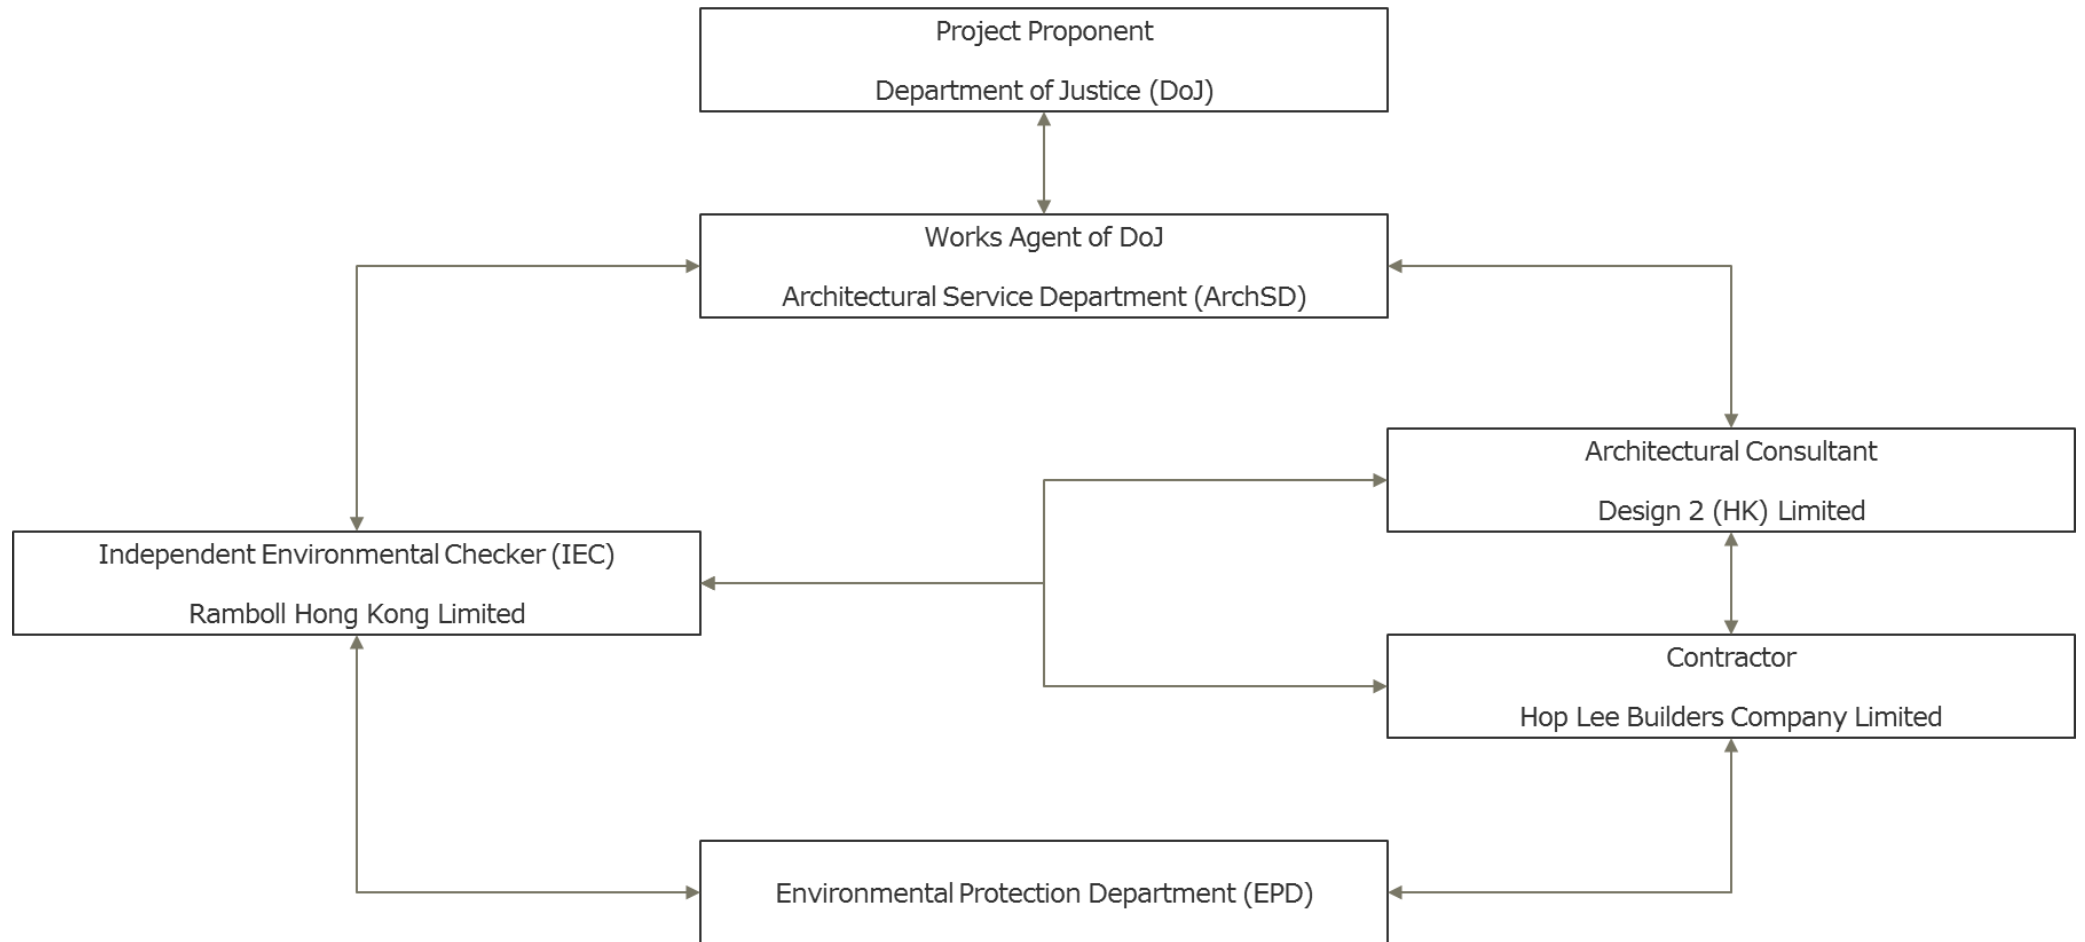 Project Proponent
Department of Justice (DoJ)
Works Agent of DoJ
Architectural Service Department (ArchSD)
Architectural Consultant
Design 2 (HK) Limited
Independent Environmental Checker (IEC)
Ramboll Hong Kong Limited
Contractor
Hop Lee Builders Company Limited
Environmental Protection Department (EPD)